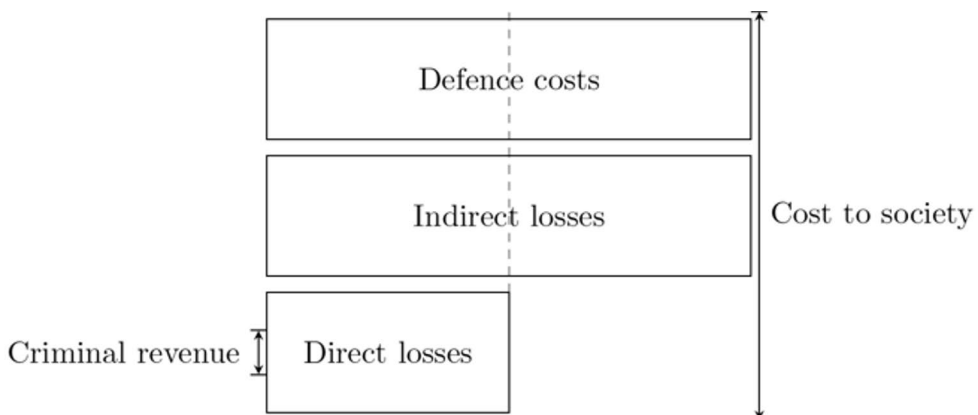 Defence costs
Indirect losses
Cost to society
Criminal revenue
Direct losses